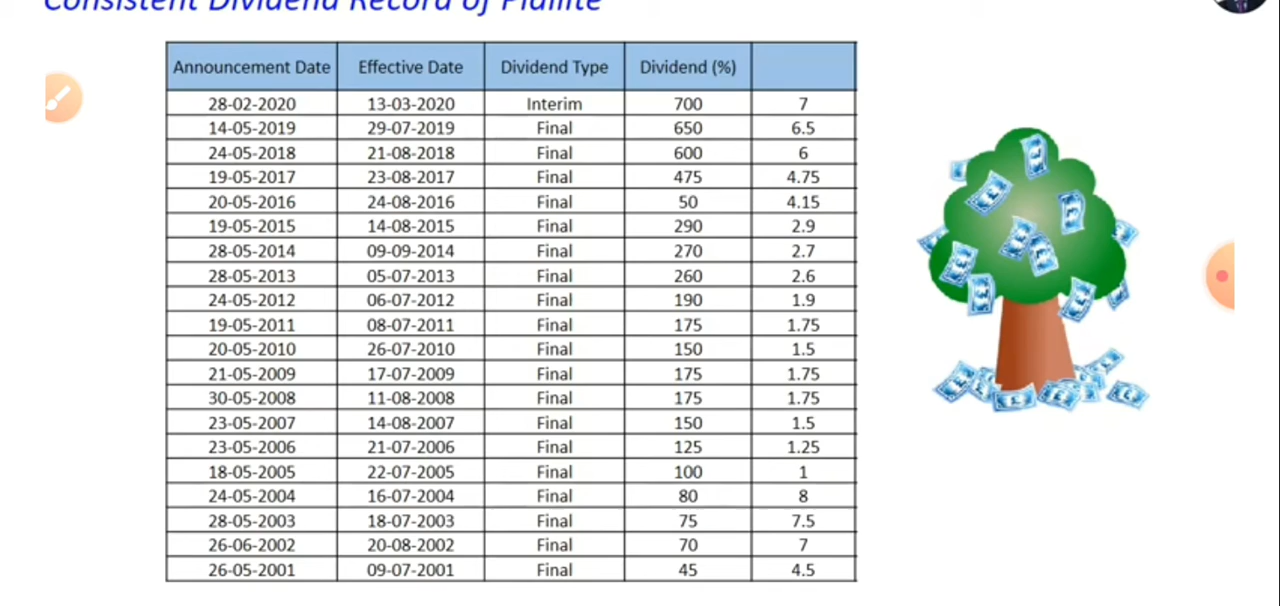 Consistent Dividend Record of Pidilite
Announcement Date Effective Date Dividend Type Dividend (%)
28-02-2020 13-03-2020 Interim 700 7
14-05-2019 29-07-2019 Final 650 6.5
24-05-2018 21-08-2018 Final 600 6
19-05-2017 23-08-2017 Final 475 4.75
20-05-2016 24-08-2016 Final 50 4.15
19-05-2015 14-08-2015 Final 290 2.9
28-05-2014 09-09-2014 Final 270 2.7
28-05-2013 05-07-2013 Final 260 2.6
24-05-2012 06-07-2012 Final 190 1.9
19-05-2011 08-07-2011 Final 175 1.75
20-05-2010 26-07-2010 Final 150 1.5
21-05-2009 17-07-2009 Final 175 1.75
30-05-2008 11-08-2008 Final 175 1.75
23-05-2007 14-08-2007 Final 150 1.5
23-05-2006 21-07-2006 Final 125 1.25
18-05-2005 22-07-2005 Final 100 1
24-05-2004 16-07-2004 Final 80 8
28-05-2003 18-07-2003 Final 75 7.5
26-06-2002 20-08-2002 Final 70 7
26-05-2001 09-07-2001 Final 45 4.5